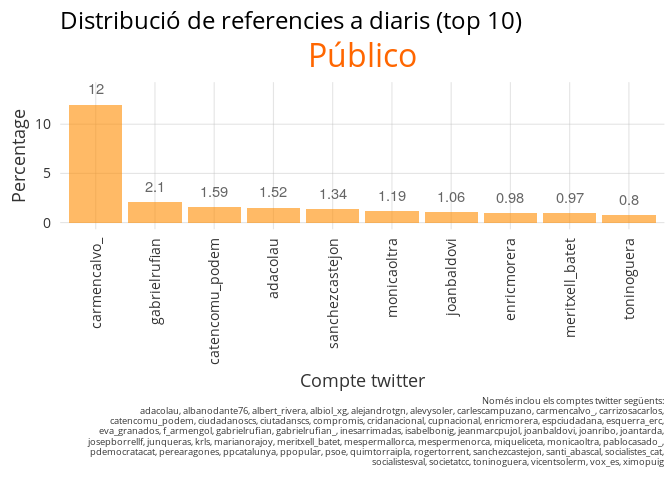 Distribució de referencies a diaris (top 10)
Público
12
2.1
1.59
1.52
1.34
1.19
1.06
0.98
0.97
0.8
Percentage
10
5
0
carmencalvo_
gabrielrufian
catencomu_podem
adacolau
sanchezcastejon
monicaoltra
joanbaldovi
enricmorera
meritxell_batet
toninoguera
Compte twitter
Només inclou els comptes twitter següents:
adacolau, albanodante76, albert_rivera, albiol_xg, alejandrotgn, alevysoler, carlescampuzano, carmencalvo_, carrizosacarlos,
catencomu_podem, ciudadanoscs, ciutadanscs, compromis, cridanacional, cupnacional, enricmorera, espciudadana, esquerra_erc,
eva_granados, f_armengol, gabrielrufian, gabrielrufian_, inesarrimadas, isabelbonig, jeanmarcpujol, joanbaldovi, joanribo, joantarda,
josepborrellf, junqueras, krls, marianorajoy, meritxell_batet, mespermallorca, mespermenorca, miqueliceta, monicaoltra, pablocasado_,
pdemocratacat, perearagones, ppcatalunya, ppopular, psoe, quimtorraipla, rogertorrent, sanchezcastejon, santi_abascal, socialistes_cat,
socialistesval, societatcc, toninoguera, vicentsolerm, vox_es, ximopuig